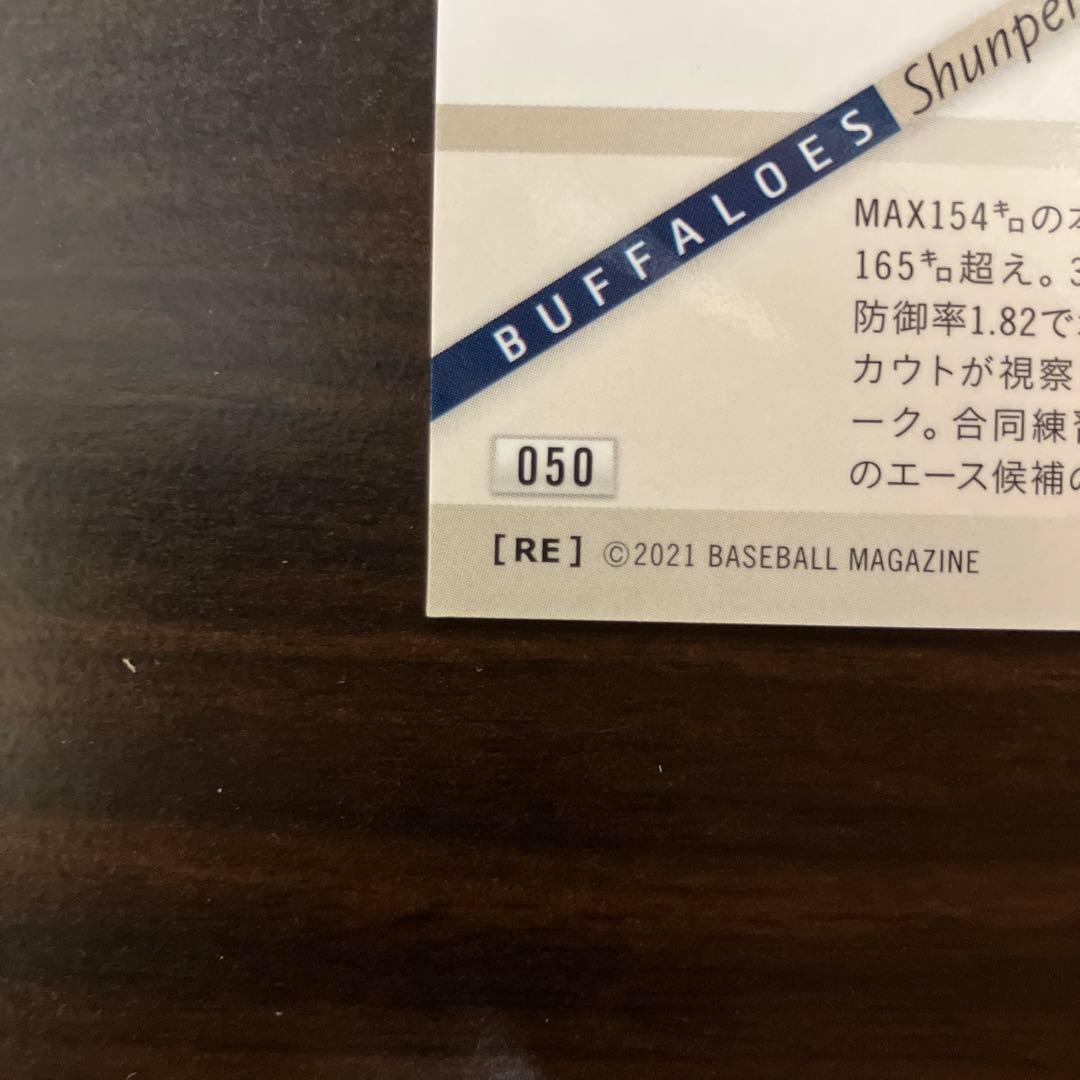 BUFFALOES Shunpei
MAX154㌔の
165㌔超え。3
防御率1.82で
カウトが視察
ーク。合同練習
のエース候補の
050
[RE] ©2021 BASEBALL MAGAZINE